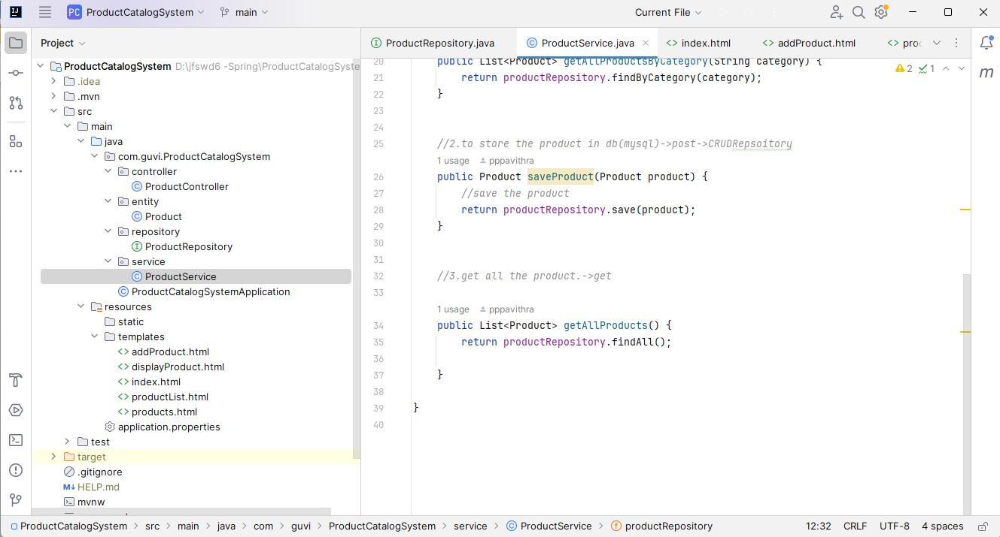 PC ProductCatalogSystem main Current File
Project
ProductCatalogSystem D:\jfswd6 -Spring\ProductCatalogSyste
.idea
.mvn
src
main
java
com.guvi.ProductCatalogSystem
controller
ProductController
entity
Product
repository
ProductRepository
service
ProductService
ProductCatalogSystemApplication
resources
static
templates
addProduct.html
displayProduct.html
index.html
productList.html
products.html
application.properties
test
target
.gitignore
HELP.md
mvnw
ProductRepository.java ProductService.java index.html addProduct.html pro
2 1
20 public List<Product> getAllProductsByCategory(String category) {
21 return productRepository.findByCategory(category);
22 }
23
24
25 //2.to store the product in db(mysql)->post->CRUDRepsoitory
1 usage pppavithra
26 public Product saveProduct(Product product) {
27 //save the product
28 return productRepository.save(product);
29 }
30
31
32 //3.get all the product.->get
33
1 usage pppavithra
34 public List<Product> getAllProducts() {
35 return productRepository.findAll();
36
37 }
38
39 }
40
m
ProductCatalogSystem > src > main > java > com > guvi > ProductCatalogSystem > service > ProductService > productRepository 12:32 CRLF UTF-8 4 spaces